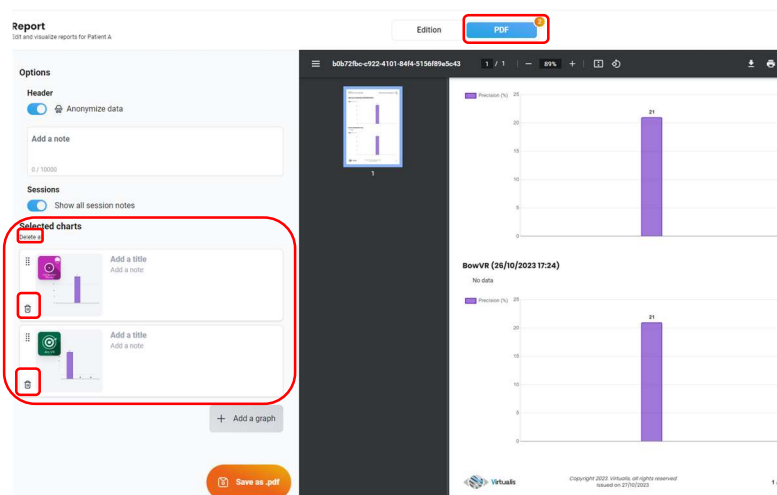 Report
Edit and visualize reports for Patient A
Edition
PDF
2
Options
Header
Anonymize data
Add a note
0 / 10000
Sessions
Show all session notes
Selected charts
Delete a
Add a title
Add a note
Add a title
Add a note
+ Add a graph
Save as .pdf
b0b72fbc-c922-4101-84f4-5156f89e5c43
1 / 1
89%
1
Precision (%)
25
21
20
15
10
5
0
BowVR (26/10/2023 17:24)
No data
Precision (%)
25
21
20
15
10
5
0
Virtualis
Copyright 2023. Virtualis, all rights reserved
Issued on 27/10/2023
1